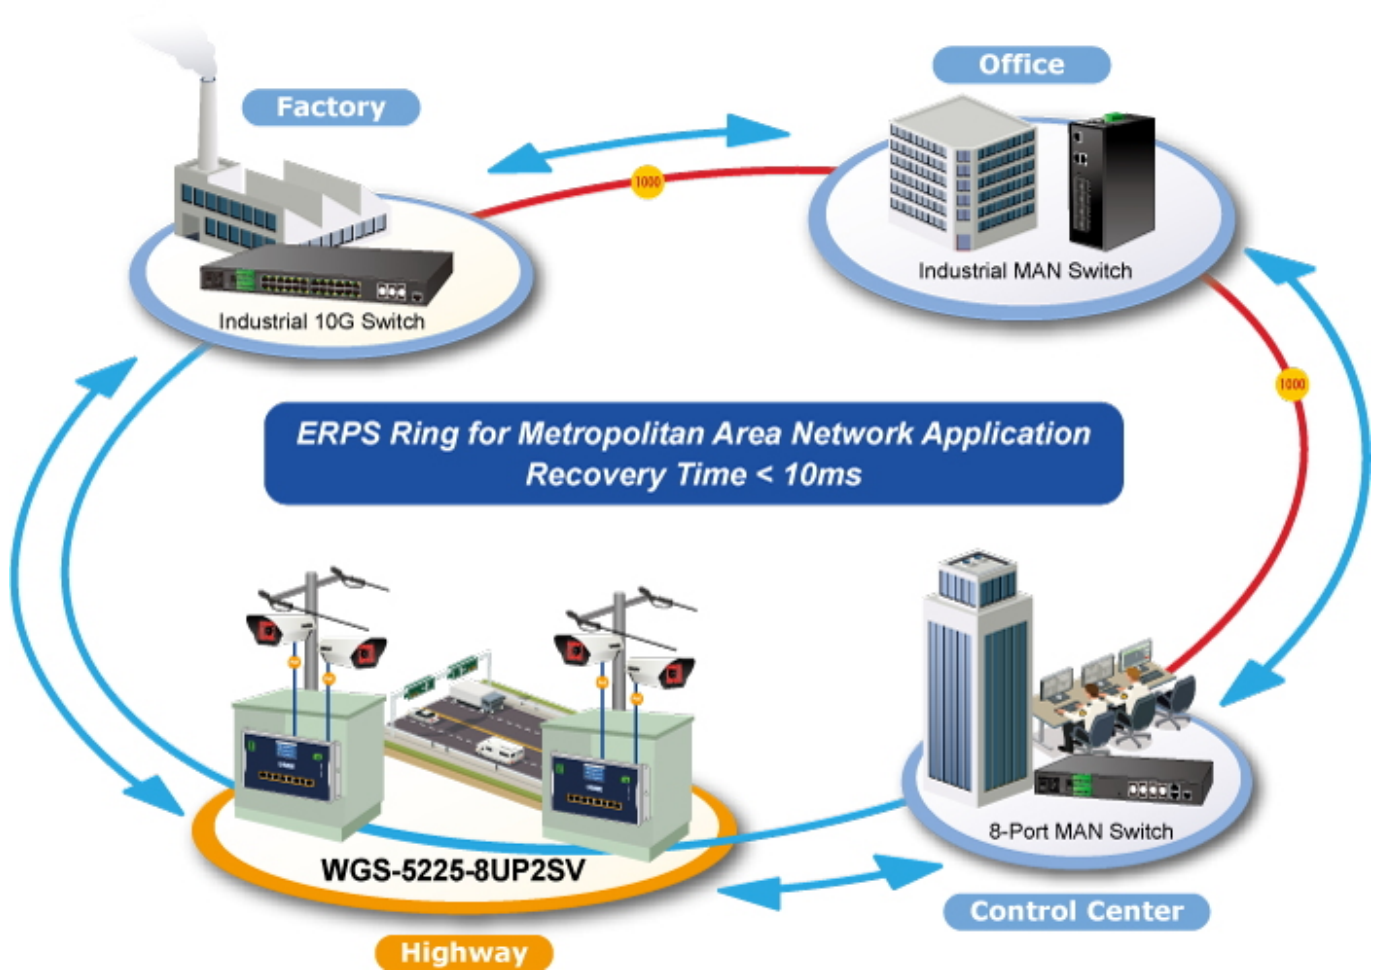 Office
Factory
1000
Industrial MAN Switch
Industrial 10G Switch
1000
ERPS Ring for Metropolitan Area Network Application
Recovery Time < 10ms
8-Port MAN Switch
WGS-5225-8UP2SV
Control Center
Highway